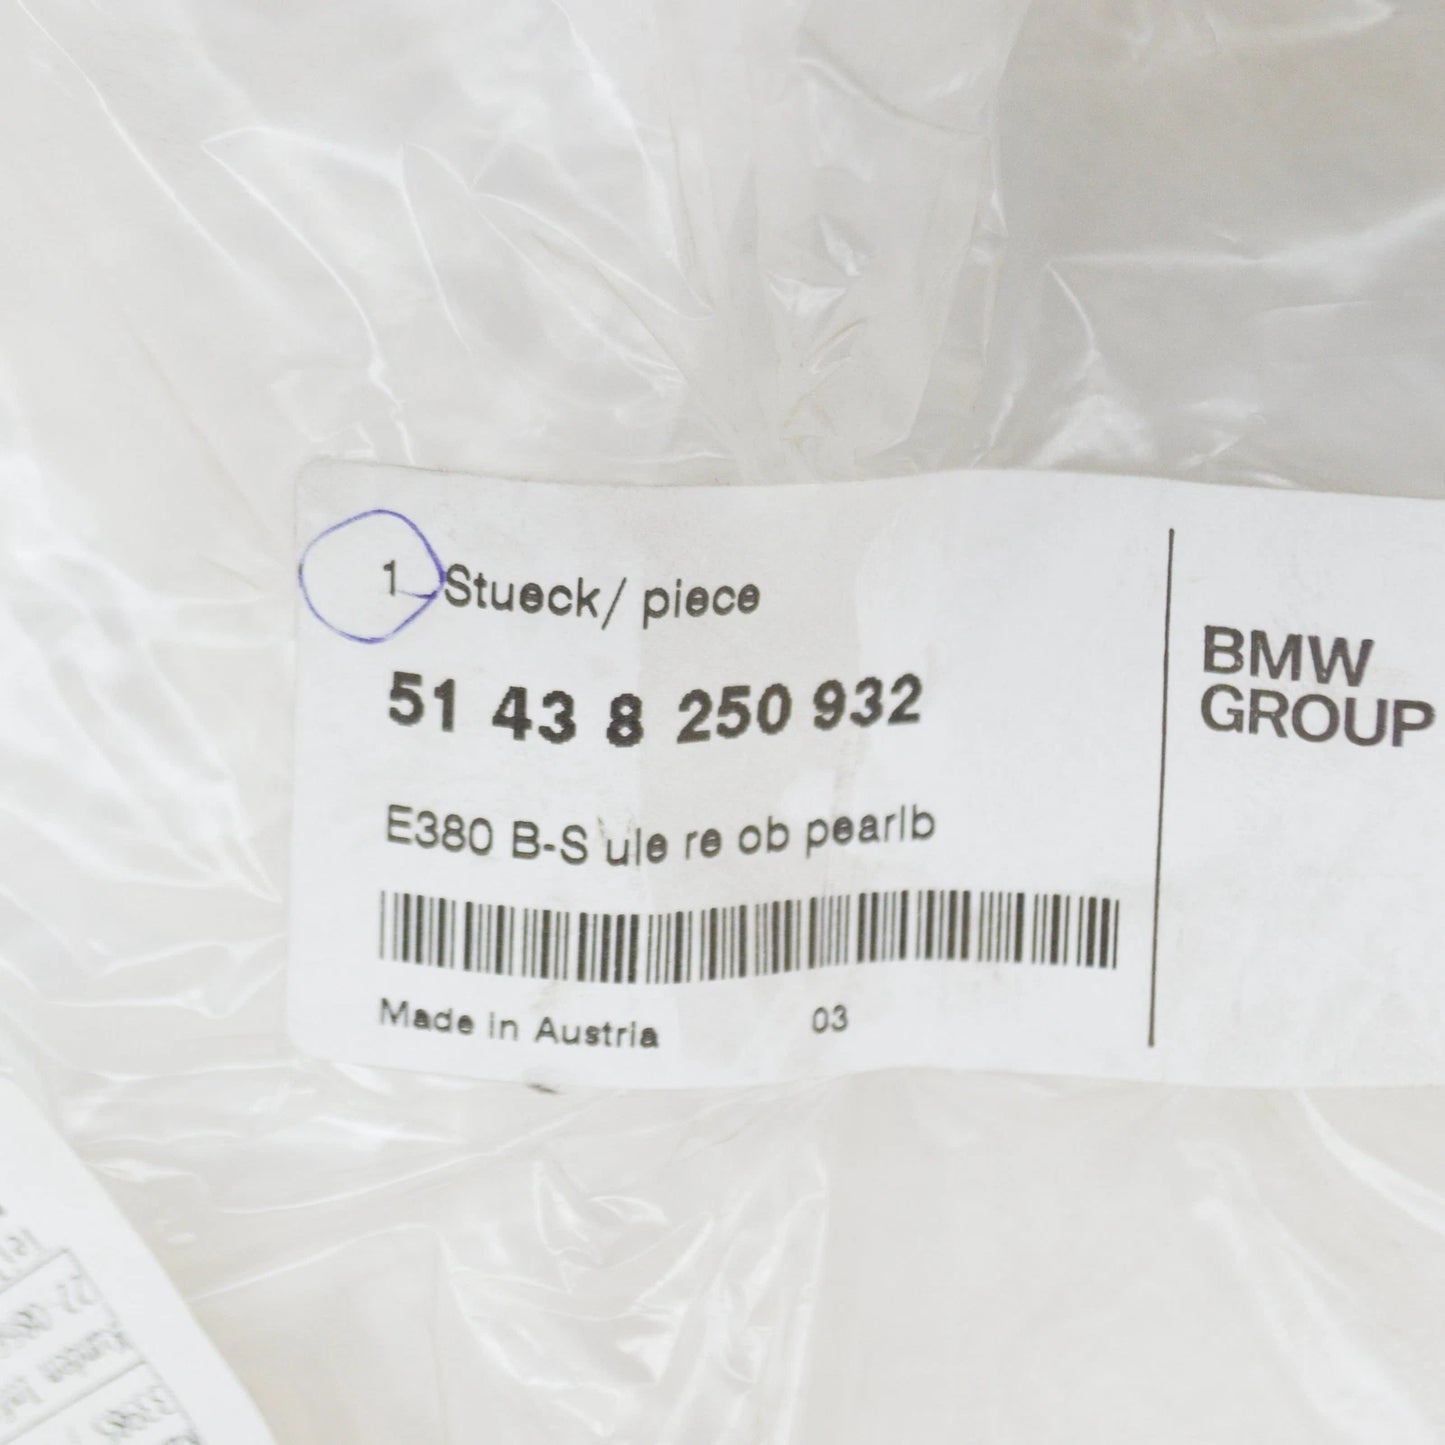 1 Stueck/ piece
51 43 8 250 932
E380 B-S ule re ob pearlb
Made in Austria 03
BMW
GROUP